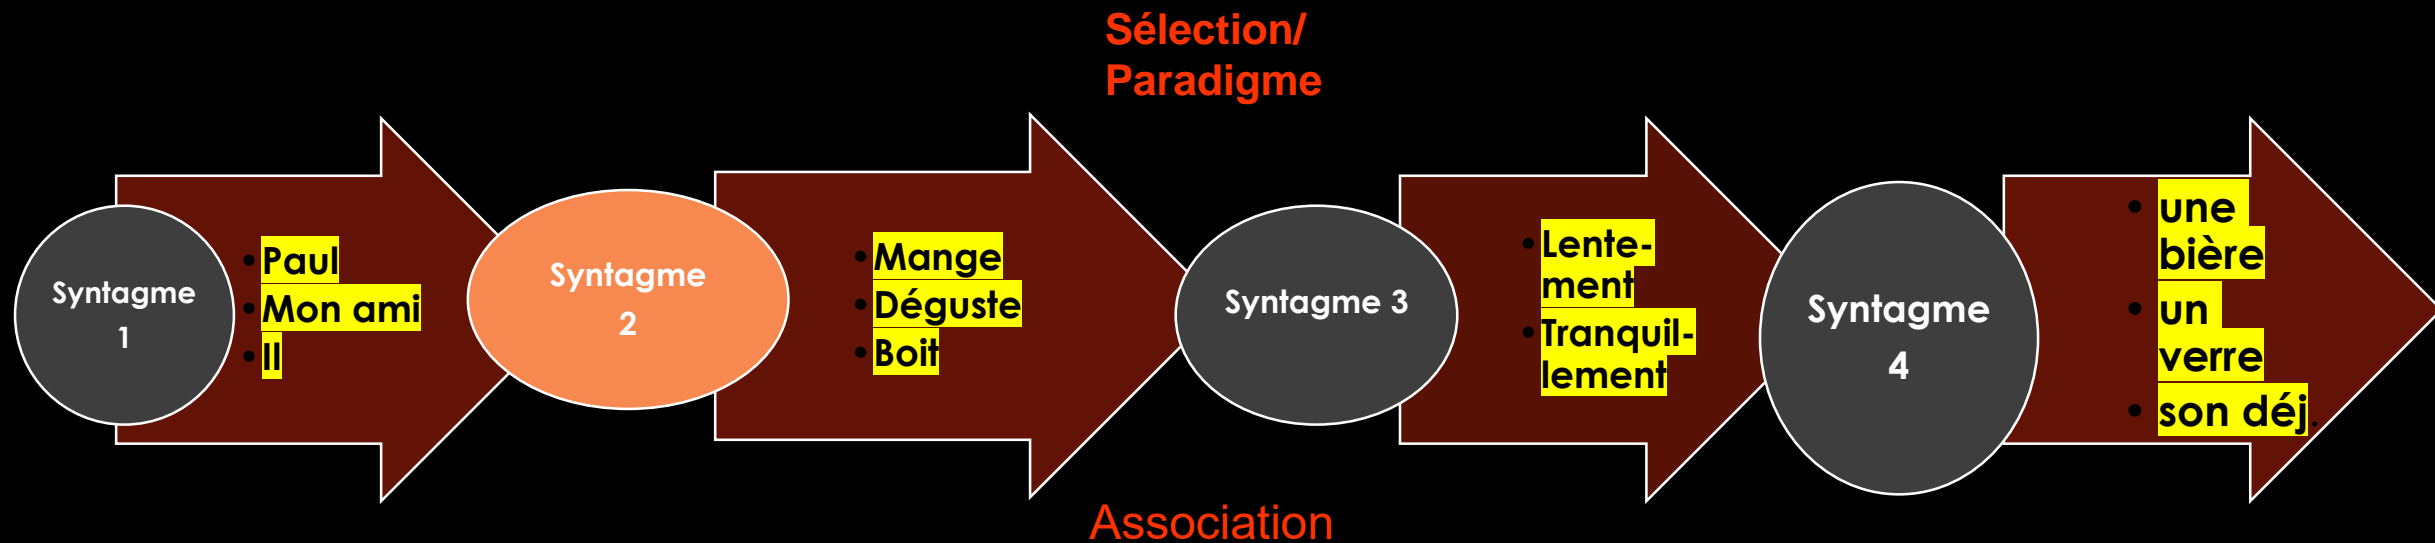 Sélection/
Paradigme
Syntagme
1
• Paul
• Mon ami
• Il
Syntagme
2
• Mange
• Déguste
• Boit
Syntagme 3
• Lente-
ment
• Tranquil-
lement
Syntagme
4
• une
bière
• un
verre
• son déj.
Association